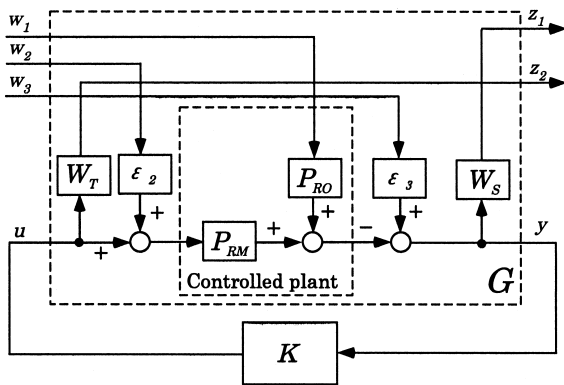 w1 z1
w2
w3 z2
WT ε2 PRO ε3 WS
+ + +
u + PRM + − y
Controlled plant G
K